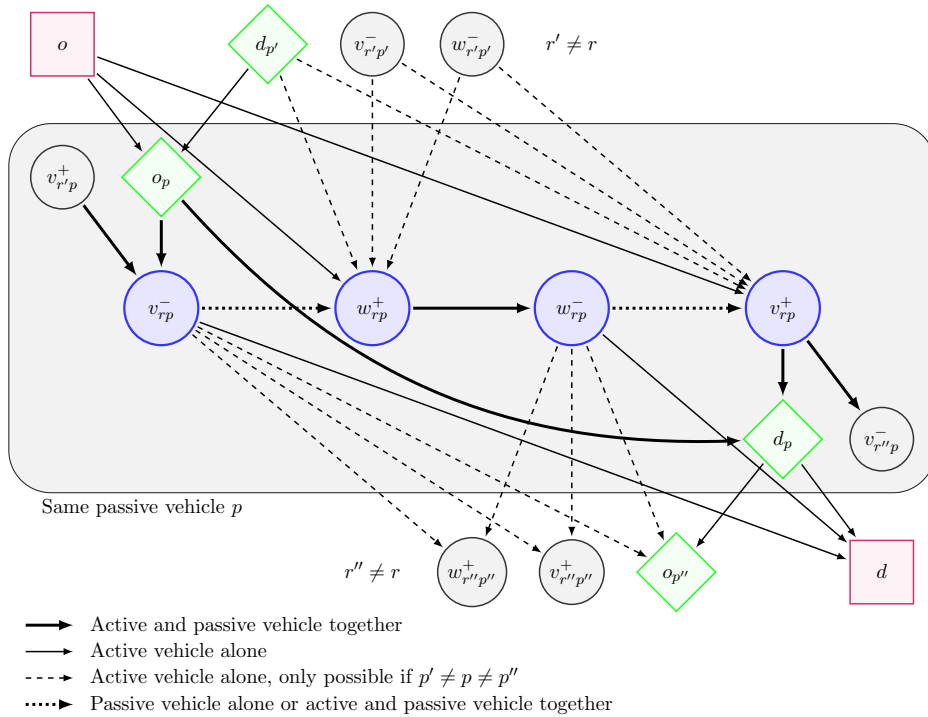 o d_{p'} v^-_{r'p'} w^-_{r'p'} r' ≠ r
v^+_{r'p} o_p
v^-_{rp} w^+_{rp} w^-_{rp} v^+_{rp}
d_p v^-_{r''p}
Same passive vehicle p
r'' ≠ r w^+_{r''p''} v^+_{r''p''} o_{p''} d
Active and passive vehicle together
Active vehicle alone
Active vehicle alone, only possible if p' ≠ p ≠ p''
Passive vehicle alone or active and passive vehicle together